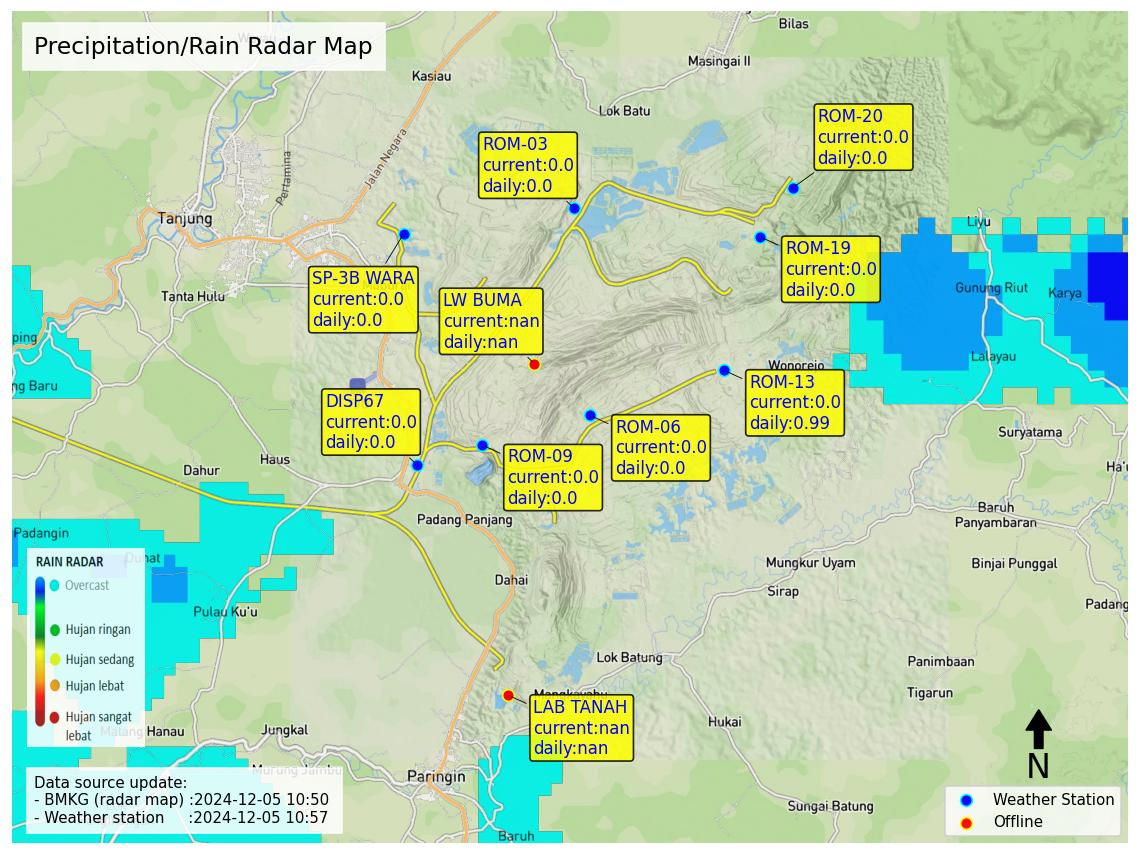 Precipitation/Rain Radar Map
Bilas
Masingai II
Kasiau
Lok Batu
Jalan Negara
Pertamina
Tanjung
Tanta Hulu
ROM-20
current:0.0
daily:0.0
ROM-03
current:0.0
daily:0.0
ROM-19
current:0.0
daily:0.0
SP-3B WARA
current:0.0
daily:0.0
LW BUMA
current:nan
daily:nan
Liyu
Gunung Riut
Karya
Lalayau
Wonorejo
ping
ng Baru
ROM-13
current:0.0
daily:0.99
DISP67
current:0.0
daily:0.0
ROM-06
current:0.0
daily:0.0
ROM-09
current:0.0
daily:0.0
Suryatama
Haus
Dahur
Ha'u
Padang Panjang
Baruh
Panyambaran
Padangin
Binjai Punggal
Mungkur Uyam
Dahai
Sirap
Padang
Pulau Ku'u
RAIN RADAR
Overcast
Hujan ringan
Hujan sedang
Hujan lebat
Hujan sangat
lebat
Lok Batung
Panimbaan
Tigarun
Mangkayahu
LAB TANAH
current:nan
daily:nan
Hukai
Malang Hanau
Jungkal
Murung Jambu
Paringin
Sungai Batung
Baruh
Data source update:
- BMKG (radar map) :2024-12-05 10:50
- Weather station :2024-12-05 10:57
N
Weather Station
Offline